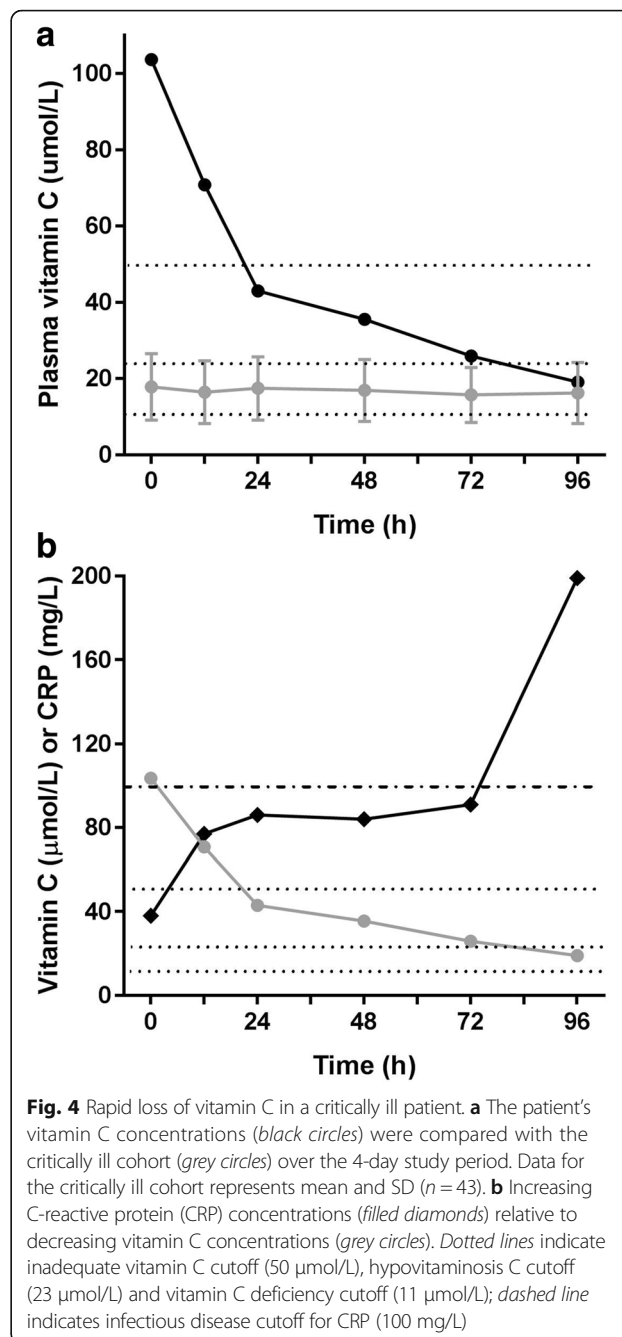 a
Plasma vitamin C (umol/L)
100
80
60
40
20
0
0 24 48 72 96
Time (h)
b
Vitamin C (μmol/L) or CRP (mg/L)
200
160
120
80
40
0
0 24 48 72 96
Time (h)
Fig. 4 Rapid loss of vitamin C in a critically ill patient. a The patient's
vitamin C concentrations (black circles) were compared with the
critically ill cohort (grey circles) over the 4-day study period. Data for
the critically ill cohort represents mean and SD (n = 43). b Increasing
C-reactive protein (CRP) concentrations (filled diamonds) relative to
decreasing vitamin C concentrations (grey circles). Dotted lines indicate
inadequate vitamin C cutoff (50 μmol/L), hypovitaminosis C cutoff
(23 μmol/L) and vitamin C deficiency cutoff (11 μmol/L); dashed line
indicates infectious disease cutoff for CRP (100 mg/L)